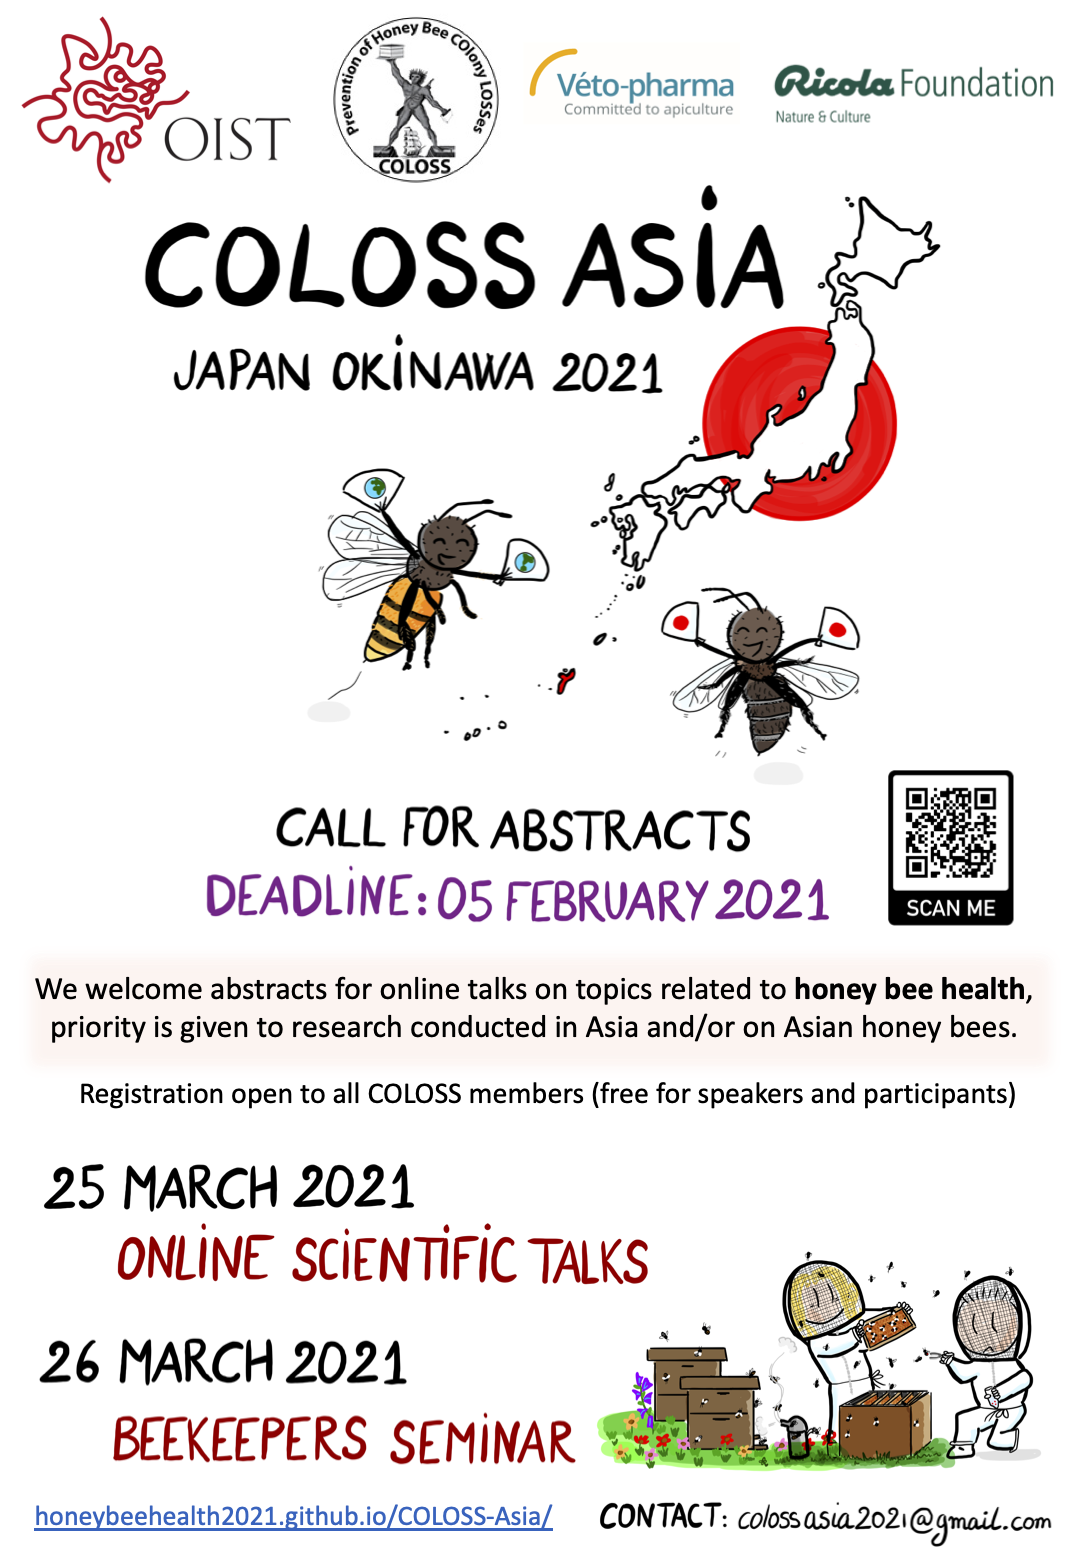 OIST
Prevention of Honey Bee COlony LOSSes
COLOSS
Véto-pharma
Committed to apiculture
Ricola Foundation
Nature & Culture
COLOSS ASIA
JAPAN OKINAWA 2021
CALL FOR ABSTRACTS
DEADLINE: 05 FEBRUARY 2021
SCAN ME
We welcome abstracts for online talks on topics related to honey bee health,
priority is given to research conducted in Asia and/or on Asian honey bees.
Registration open to all COLOSS members (free for speakers and participants)
25 MARCH 2021
ONLINE SCIENTIFIC TALKS
26 MARCH 2021
BEEKEEPERS SEMINAR
honeybeehealth2021.github.io/COLOSS-Asia/
CONTACT: colossasia2021@gmail.com